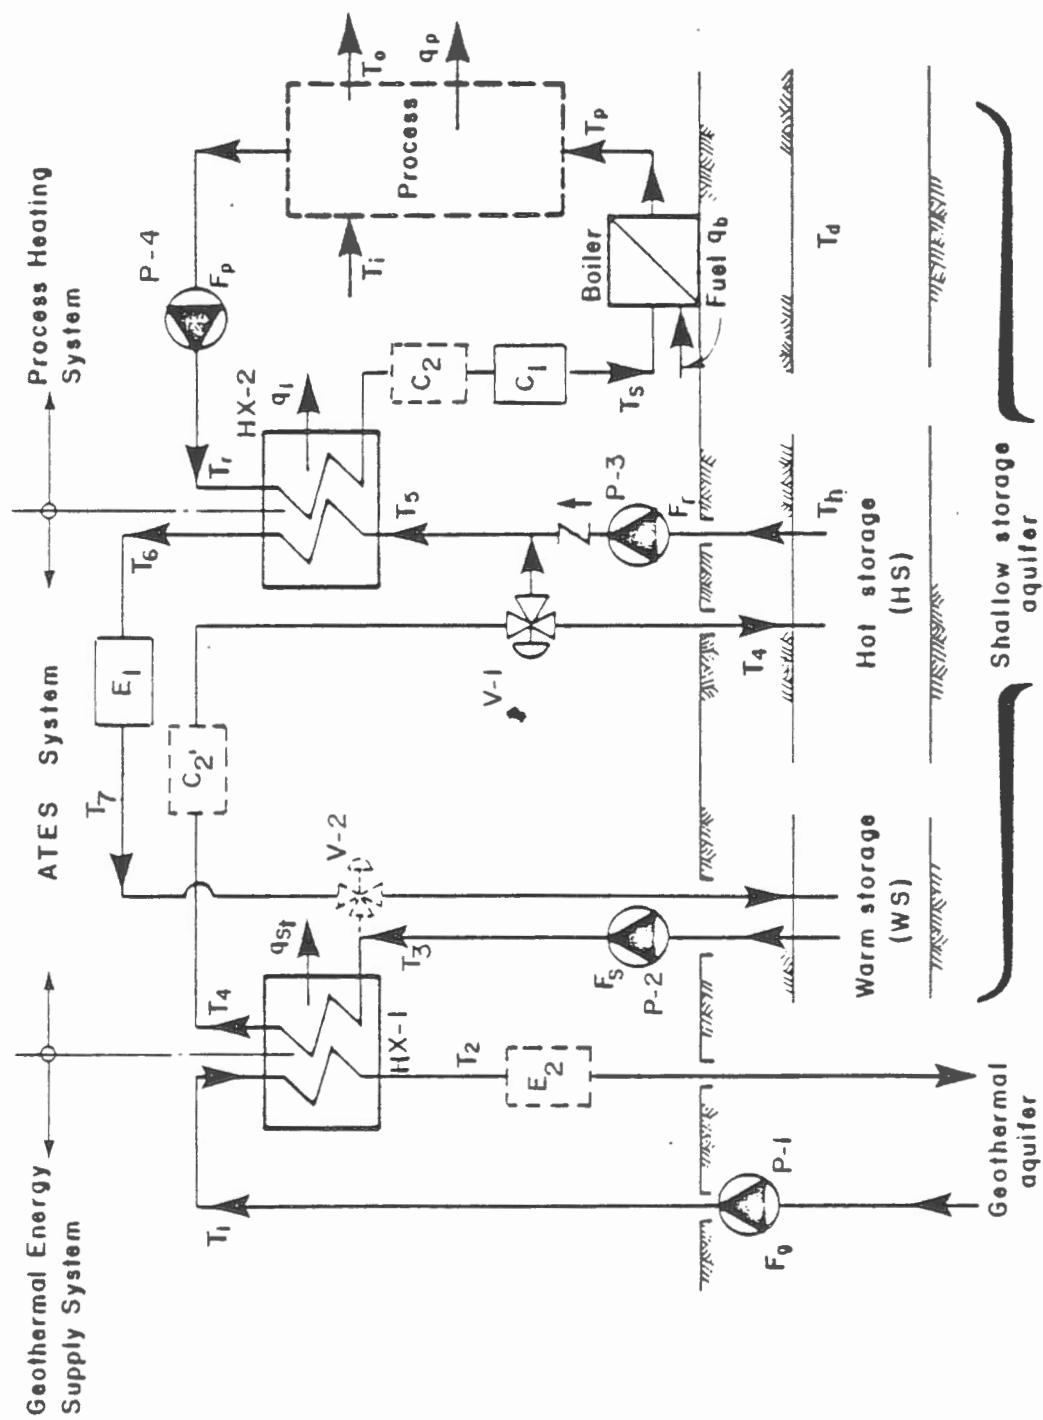 Geothermal Energy
Supply System
ATES System
Process Heating
System
T7
E1
T6
P-4
Fp
T1
T4
C2'
Tr
HX-2
q1
Process
Ti
To
qp
qst
HX-1
V-2
T3
T5
C2
C1
Ts
Tp
Boiler
Fuel qb
T2
E2
V-1
P-3
Fr
Fs
P-2
Fg
P-1
T4
Th
Td
Warm storage
(WS)
Hot storage
(HS)
Geothermal
aquifer
Shallow storage
aquifer